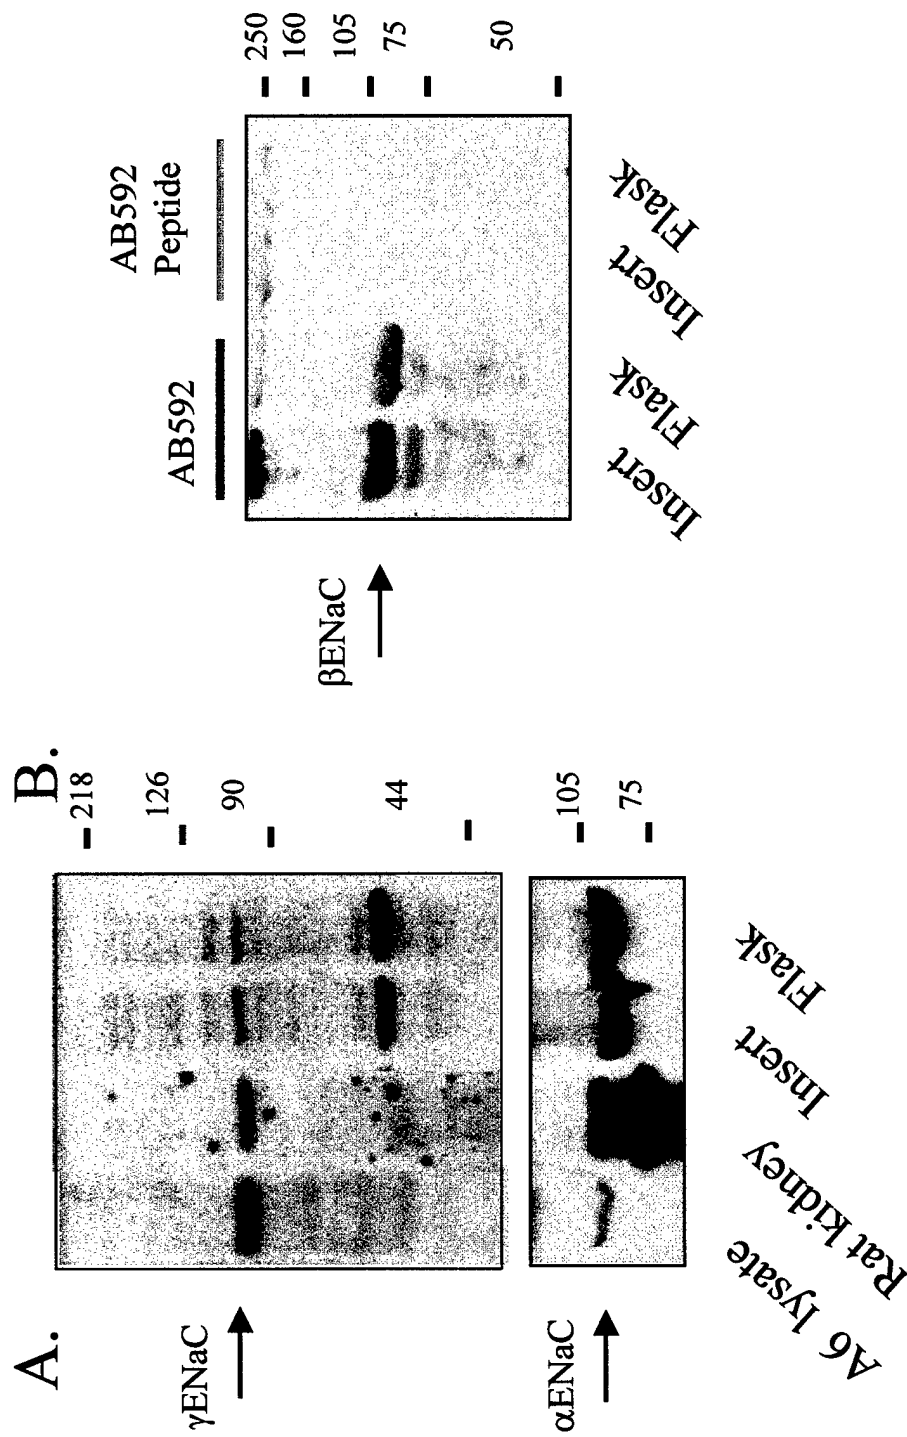 A.
γENaC
αENaC
218
126
90
44
105
75
A6 lysate
Rat kidney
Insert
Flask
B.
AB592
AB592
Peptide
βENaC
250
160
105
75
50
Insert
Flask
Insert
Flask